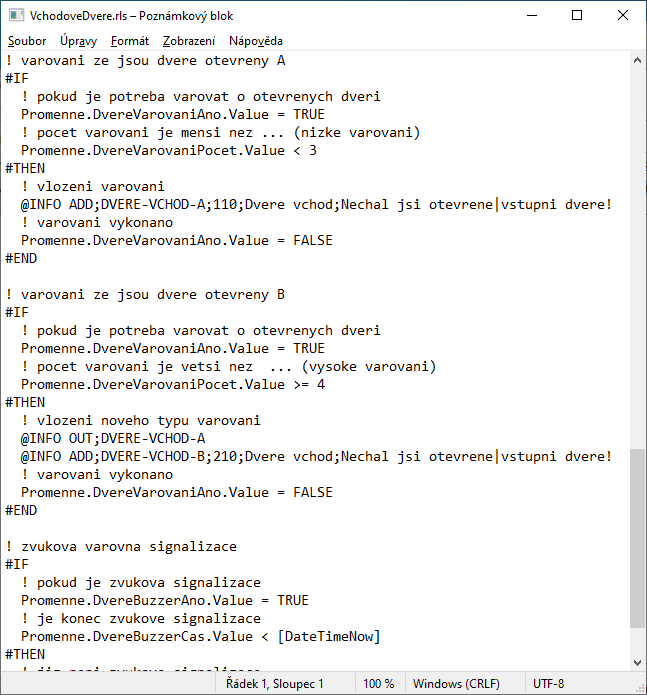 VchodoveDvere.rls – Poznámkový blok
Soubor Úpravy Formát Zobrazení Nápověda
! varovani ze jsou dvere otevreny A
#IF
! pokud je potreba varovat o otevrenych dveri
Promenne.DvereVarovaniAno.Value = TRUE
! pocet varovani je mensi nez ... (nizke varovani)
Promenne.DvereVarovaniPocet.Value < 3
#THEN
! vlozeni varovani
@INFO ADD;DVERE-VCHOD-A;110;Dvere vchod;Nechal jsi otevrene|vstupni dvere!
! varovani vykonano
Promenne.DvereVarovaniAno.Value = FALSE
#END
! varovani ze jsou dvere otevreny B
#IF
! pokud je potreba varovat o otevrenych dveri
Promenne.DvereVarovaniAno.Value = TRUE
! pocet varovani je vetsi nez  ... (vysoke varovani)
Promenne.DvereVarovaniPocet.Value >= 4
#THEN
! vlozeni noveho typu varovani
@INFO OUT;DVERE-VCHOD-A
@INFO ADD;DVERE-VCHOD-B;210;Dvere vchod;Nechal jsi otevrene|vstupni dvere!
! varovani vykonano
Promenne.DvereVarovaniAno.Value = FALSE
#END
! zvukova varovna signalizace
#IF
! pokud je zvukova signalizace
Promenne.DvereBuzzerAno.Value = TRUE
! je konec zvukove signalizace
Promenne.DvereBuzzerCas.Value < [DateTimeNow]
#THEN
! jiz neni zvukova signalizace
Řádek 1, Sloupec 1 100 % Windows (CRLF) UTF-8